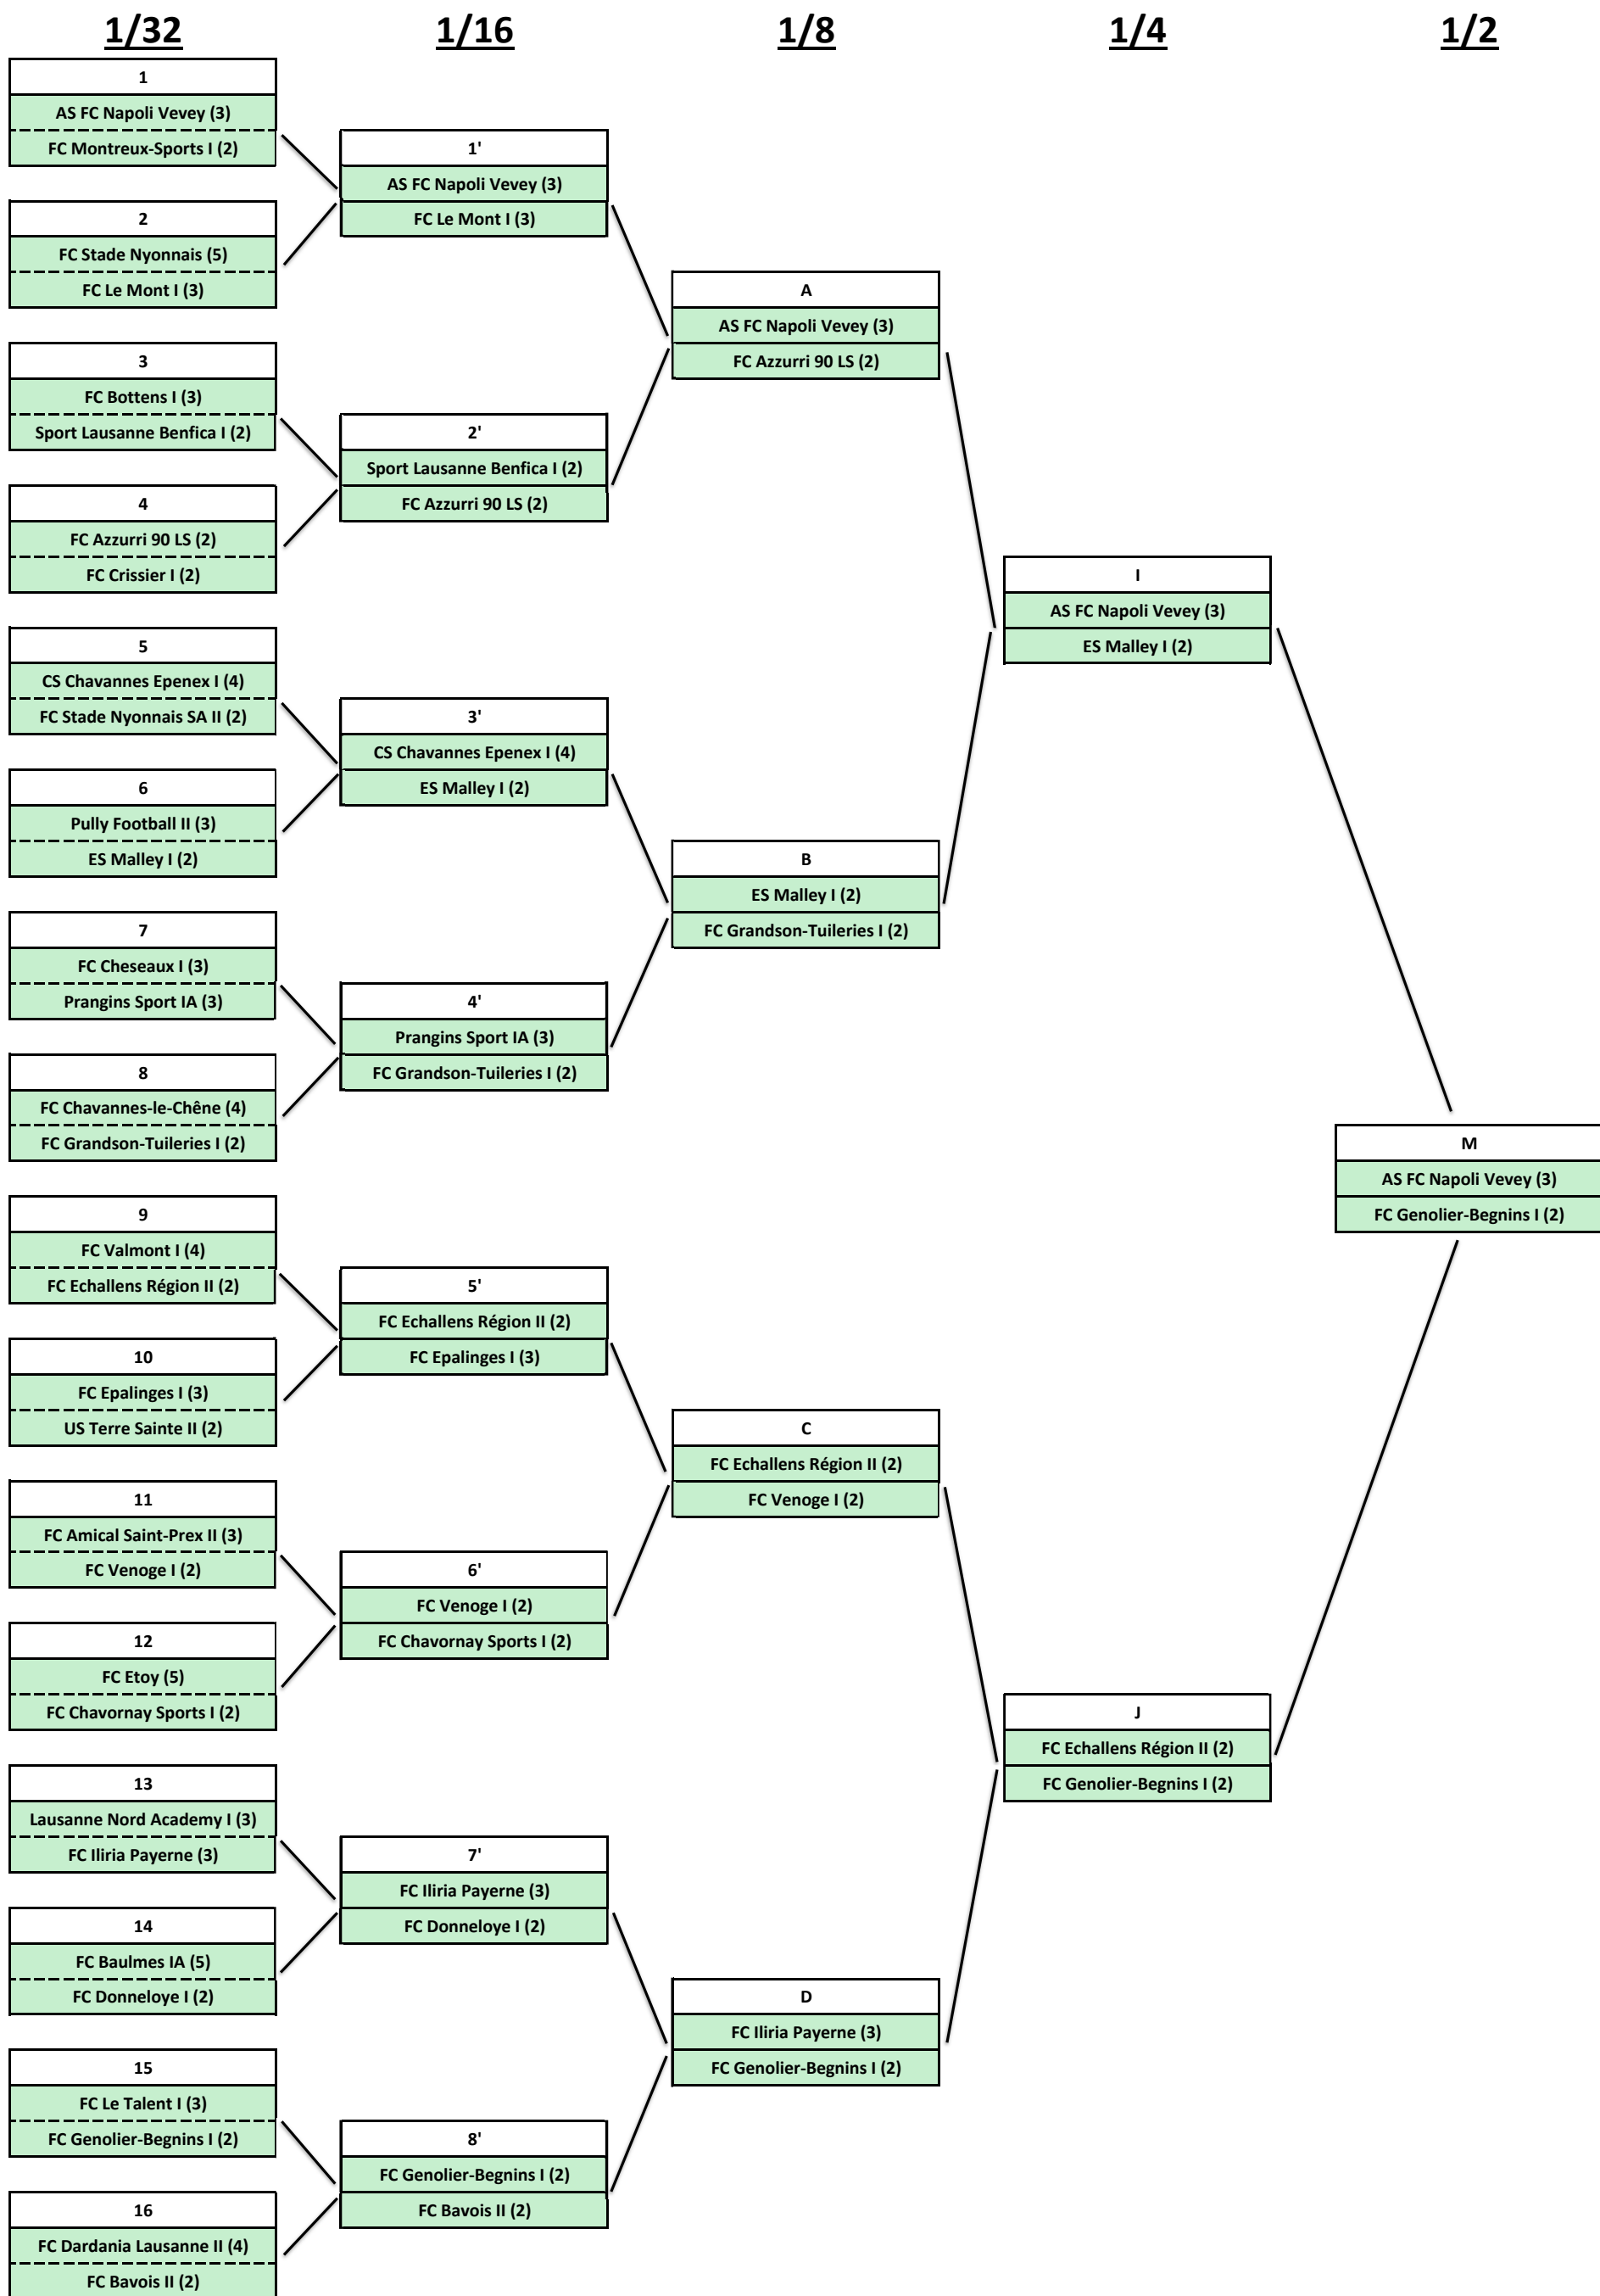 1/32
1/16
1/8
1/4
1/2
1
AS FC Napoli Vevey (3)
FC Montreux-Sports I (2)
2
FC Stade Nyonnais (5)
FC Le Mont I (3)
3
FC Bottens I (3)
Sport Lausanne Benfica I (2)
4
FC Azzurri 90 LS (2)
FC Crissier I (2)
5
CS Chavannes Epenex I (4)
FC Stade Nyonnais SA II (2)
6
Pully Football II (3)
ES Malley I (2)
7
FC Cheseaux I (3)
Prangins Sport IA (3)
8
FC Chavannes-le-Chêne (4)
FC Grandson-Tuileries I (2)
9
FC Valmont I (4)
FC Echallens Région II (2)
10
FC Epalinges I (3)
US Terre Sainte II (2)
11
FC Amical Saint-Prex II (3)
FC Venoge I (2)
12
FC Etoy (5)
FC Chavornay Sports I (2)
13
Lausanne Nord Academy I (3)
FC Iliria Payerne (3)
14
FC Baulmes IA (5)
FC Donneloye I (2)
15
FC Le Talent I (3)
FC Genolier-Begnins I (2)
16
FC Dardania Lausanne II (4)
FC Bavois II (2)
1'
AS FC Napoli Vevey (3)
FC Le Mont I (3)
2'
Sport Lausanne Benfica I (2)
FC Azzurri 90 LS (2)
3'
CS Chavannes Epenex I (4)
ES Malley I (2)
4'
Prangins Sport IA (3)
FC Grandson-Tuileries I (2)
5'
FC Echallens Région II (2)
FC Epalinges I (3)
6'
FC Venoge I (2)
FC Chavornay Sports I (2)
7'
FC Iliria Payerne (3)
FC Donneloye I (2)
8'
FC Genolier-Begnins I (2)
FC Bavois II (2)
A
AS FC Napoli Vevey (3)
FC Azzurri 90 LS (2)
B
ES Malley I (2)
FC Grandson-Tuileries I (2)
C
FC Echallens Région II (2)
FC Venoge I (2)
D
FC Iliria Payerne (3)
FC Genolier-Begnins I (2)
I
AS FC Napoli Vevey (3)
ES Malley I (2)
J
FC Echallens Région II (2)
FC Genolier-Begnins I (2)
M
AS FC Napoli Vevey (3)
FC Genolier-Begnins I (2)